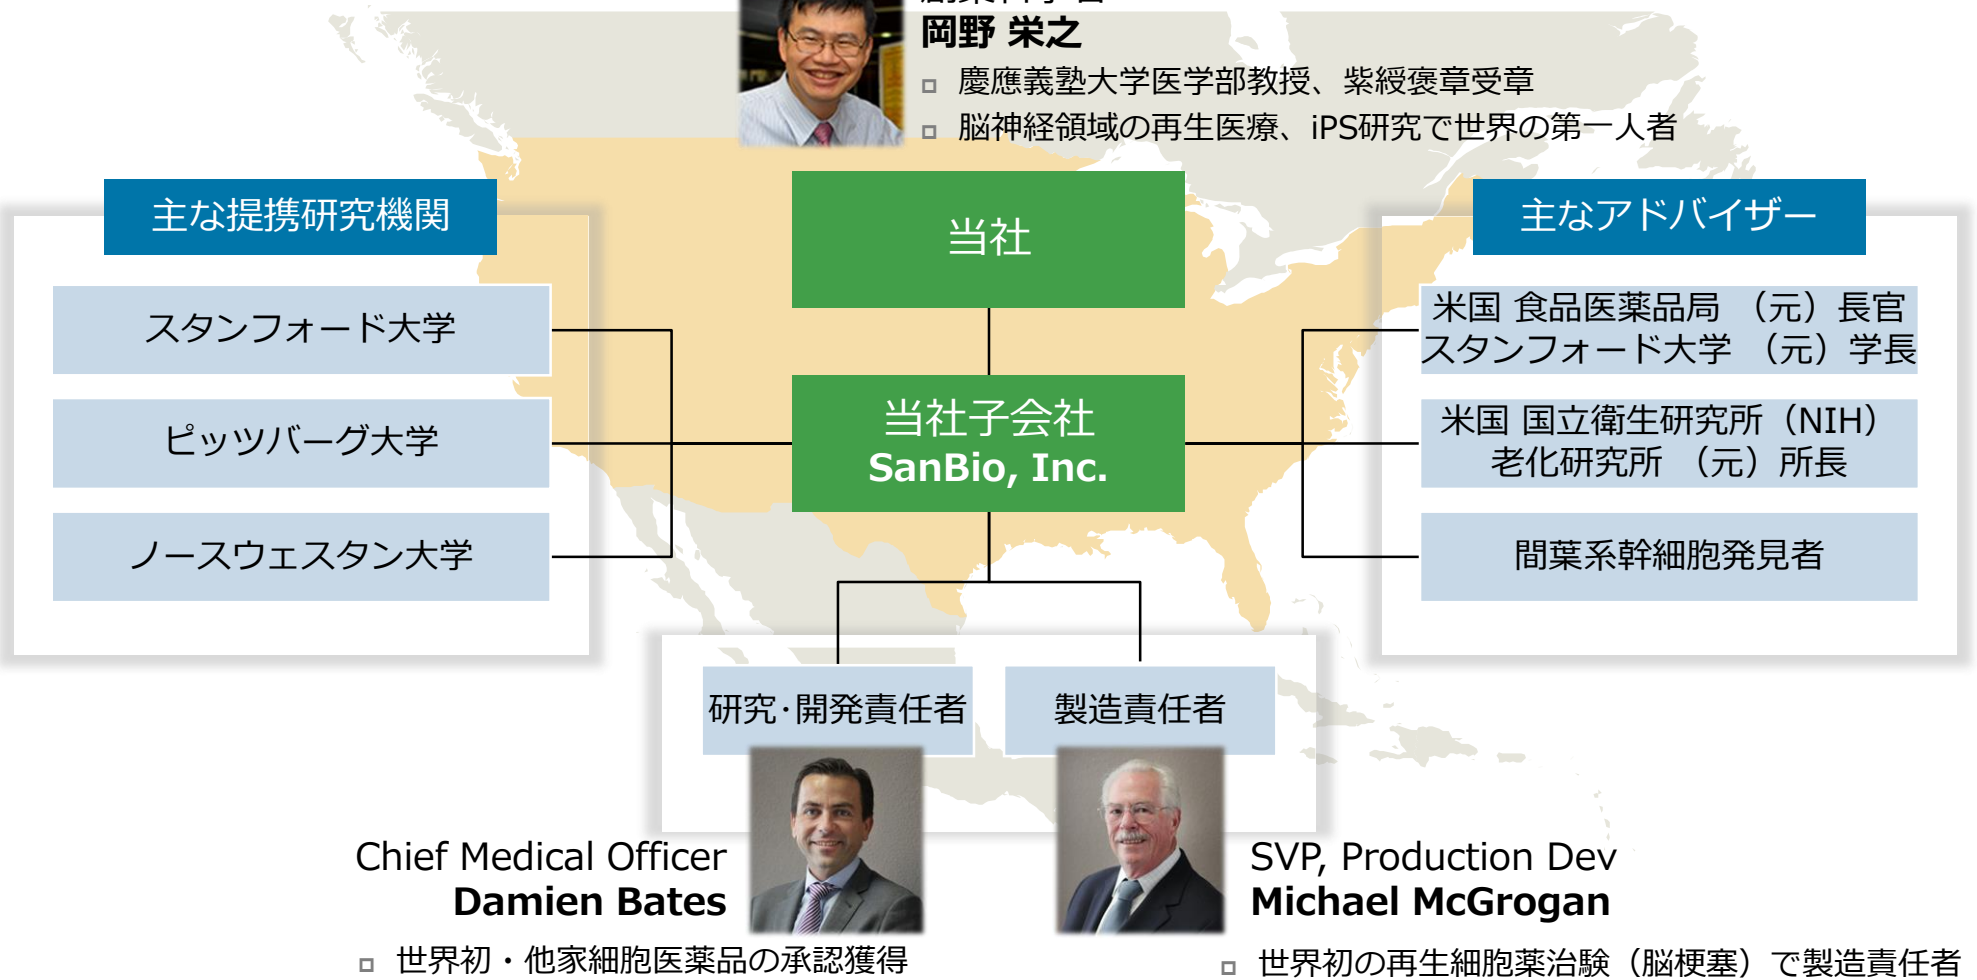 岡野 栄之
慶應義塾大学医学部教授、紫綬褒章受章
脳神経領域の再生医療、iPS研究で世界の第一人者
主な提携研究機関
スタンフォード大学
ピッツバーグ大学
ノースウェスタン大学
当社
当社子会社
SanBio, Inc.
主なアドバイザー
米国 食品医薬品局 （元）長官
スタンフォード大学 （元）学長
米国 国立衛生研究所（NIH）
老化研究所 （元）所長
間葉系幹細胞発見者
研究･開発責任者
製造責任者
Chief Medical Officer
Damien Bates
世界初・他家細胞医薬品の承認獲得
SVP, Production Dev
Michael McGrogan
世界初の再生細胞薬治験（脳梗塞）で製造責任者